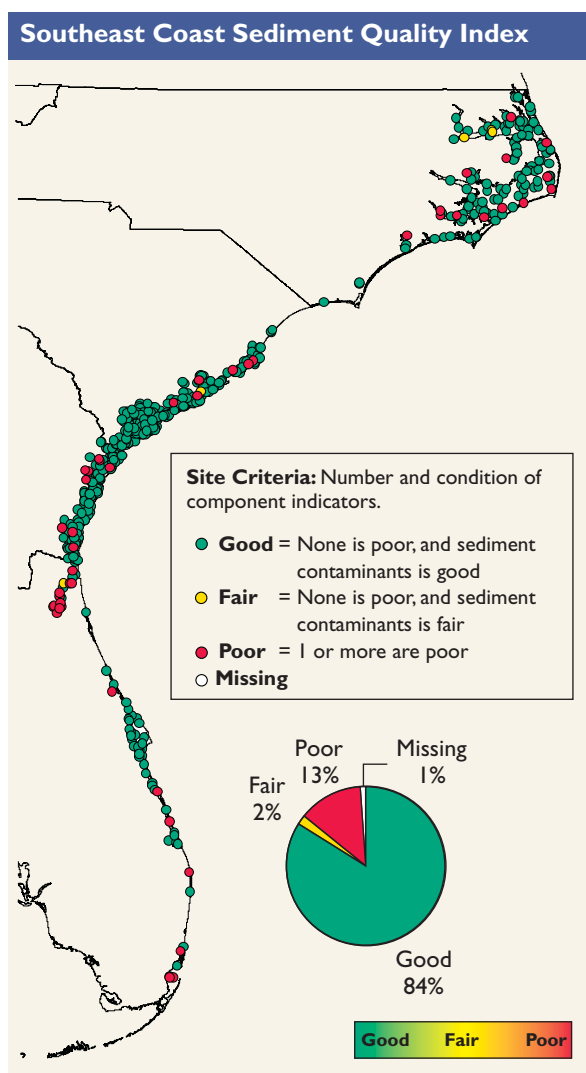 Southeast Coast Sediment Quality Index
Site Criteria: Number and condition of
component indicators.
Good = None is poor, and sediment
contaminants is good
Fair = None is poor, and sediment
contaminants is fair
Poor = 1 or more are poor
Missing
Poor
13%
Missing
1%
Fair
2%
Good
84%
Good Fair Poor